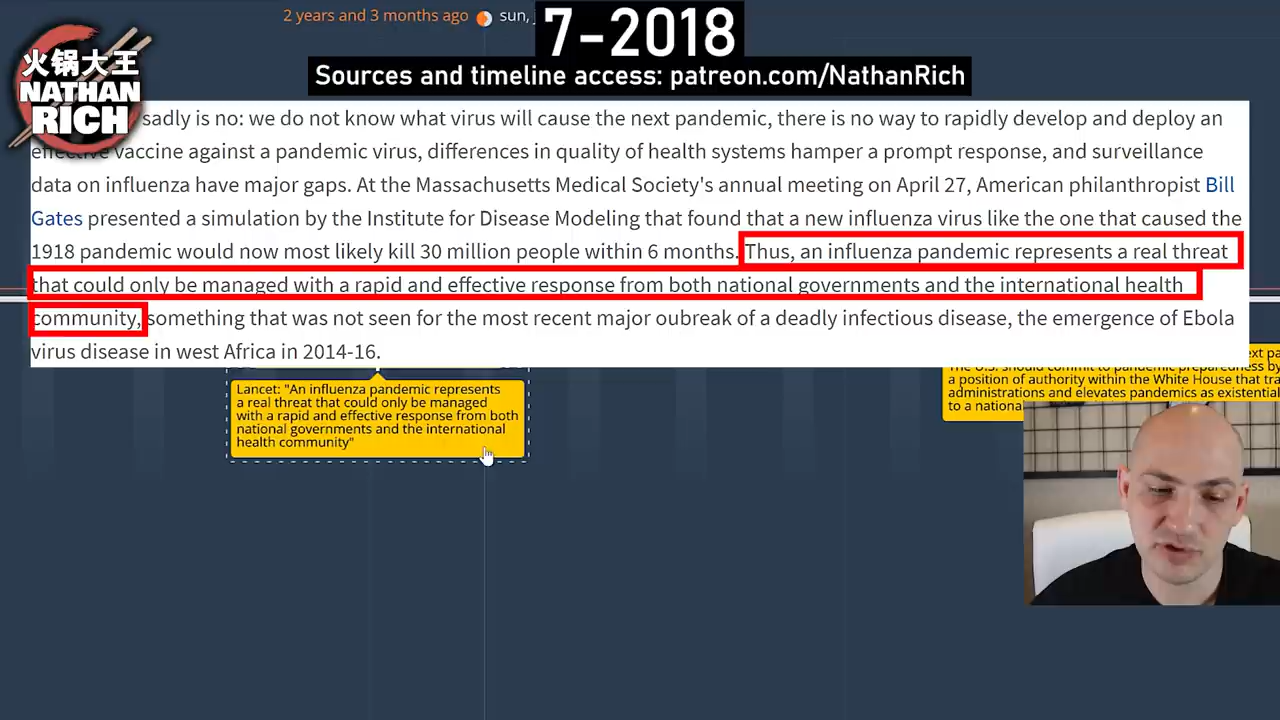 2 years and 3 months ago
sun,
7-2018
Sources and timeline access: patreon.com/NathanRich
火锅大王
NATHAN
RICH
sadly is no: we do not know what virus will cause the next pandemic, there is no way to rapidly develop and deploy an
effective vaccine against a pandemic virus, differences in quality of health systems hamper a prompt response, and surveillance
data on influenza have major gaps. At the Massachusetts Medical Society's annual meeting on April 27, American philanthropist Bill
Gates presented a simulation by the Institute for Disease Modeling that found that a new influenza virus like the one that caused the
1918 pandemic would now most likely kill 30 million people within 6 months. Thus, an influenza pandemic represents a real threat
that could only be managed with a rapid and effective response from both national governments and the international health
community, something that was not seen for the most recent major oubreak of a deadly infectious disease, the emergence of Ebola
virus disease in west Africa in 2014-16.
Lancet: "An influenza pandemic represents
a real threat that could only be managed
with a rapid and effective response from both
national governments and the international
health community"
The U.S. should commit to pandemic preparedness by
a position of authority within the White House that
administrations and elevates pandemics as existential
to a national